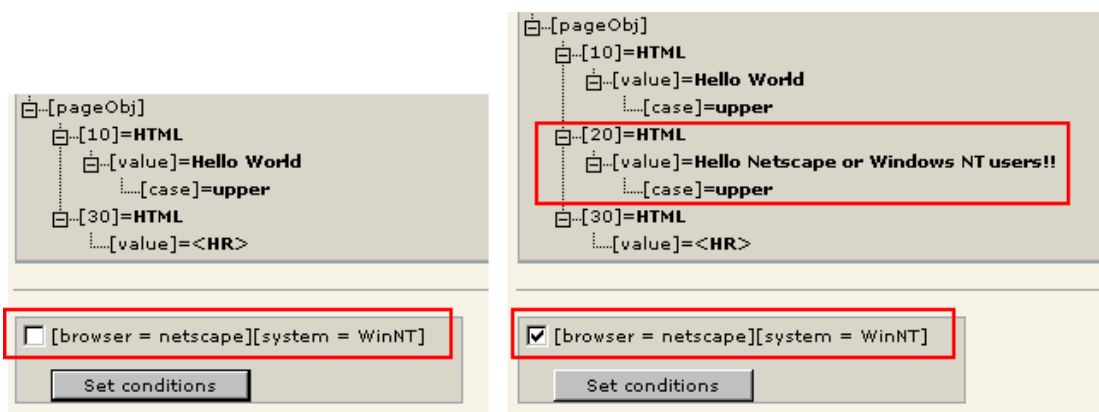 [pageObj]
[10]=HTML
[value]=Hello World
[case]=upper
[30]=HTML
[value]=<HR>
[browser = netscape][system = WinNT]
Set conditions
[pageObj]
[10]=HTML
[value]=Hello World
[case]=upper
[20]=HTML
[value]=Hello Netscape or Windows NT users!!
[case]=upper
[30]=HTML
[value]=<HR>
[browser = netscape][system = WinNT]
Set conditions